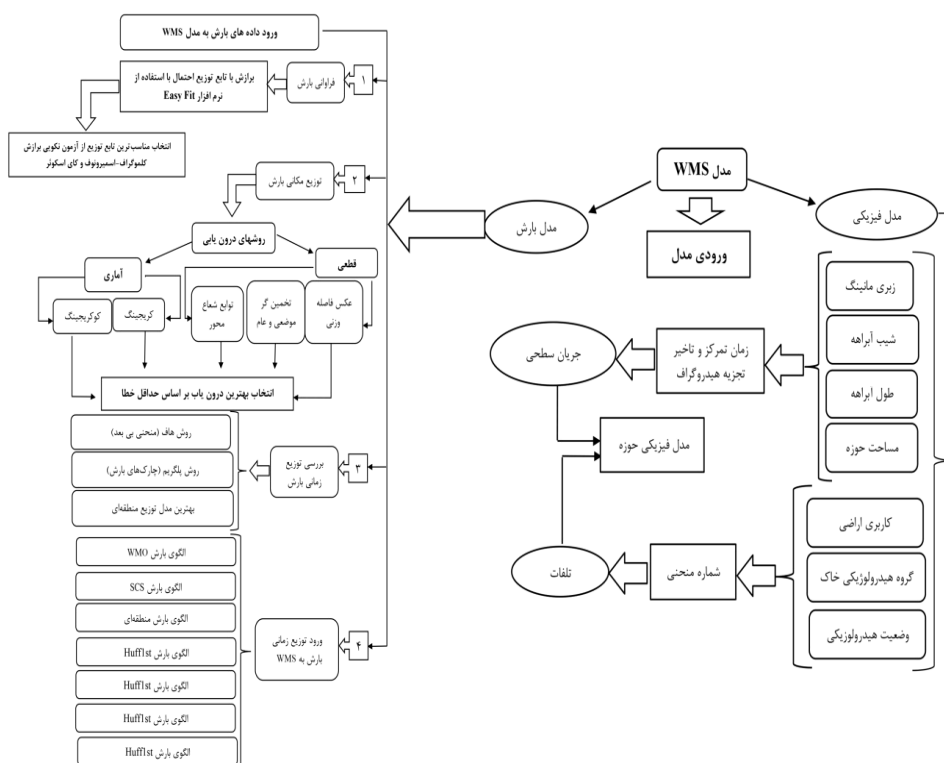 ورود داده های بارش به مدل WMS
۱
فراوانی بارش
برازش با تابع توزیع احتمال با استفاده از
نرم افزار Easy Fit
انتخاب مناسب‌ترین تابع توزیع از آزمون نکویی برازش
کلموگراف-اسمیرونوف و کای اسکوئر
۲
توزیع مکانی بارش
روشهای درون یابی
قطعی
آماری
عکس فاصله
وزنی
تخمین گر
موضعی و عام
توابع شعاع
محور
کریجینگ
کوکریجینگ
انتخاب بهترین درون یاب بر اساس حداقل خطا
۳
بررسی توزیع
زمانی بارش
روش هاف (منحنی بی بعد)
روش پلگریم (چارک‌های بارش)
بهترین مدل توزیع منطقه‌ای
۴
ورود توزیع زمانی
بارش به WMS
الگوی بارش WMO
الگوی بارش SCS
الگوی بارش منطقه‌ای
الگوی بارش Huff1st
الگوی بارش Huff1st
الگوی بارش Huff1st
الگوی بارش Huff1st
مدل WMS
مدل فیزیکی
مدل بارش
ورودی مدل
زبری مانینگ
شیب آبراهه
طول ابراهه
مساحت حوزه
زمان تمرکز و تاخیر
تجزیه هیدروگراف
جریان سطحی
مدل فیزیکی حوزه
کاربری اراضی
گروه هیدرولوژیکی خاک
وضعیت هیدرولوژیکی
شماره منحنی
تلفات